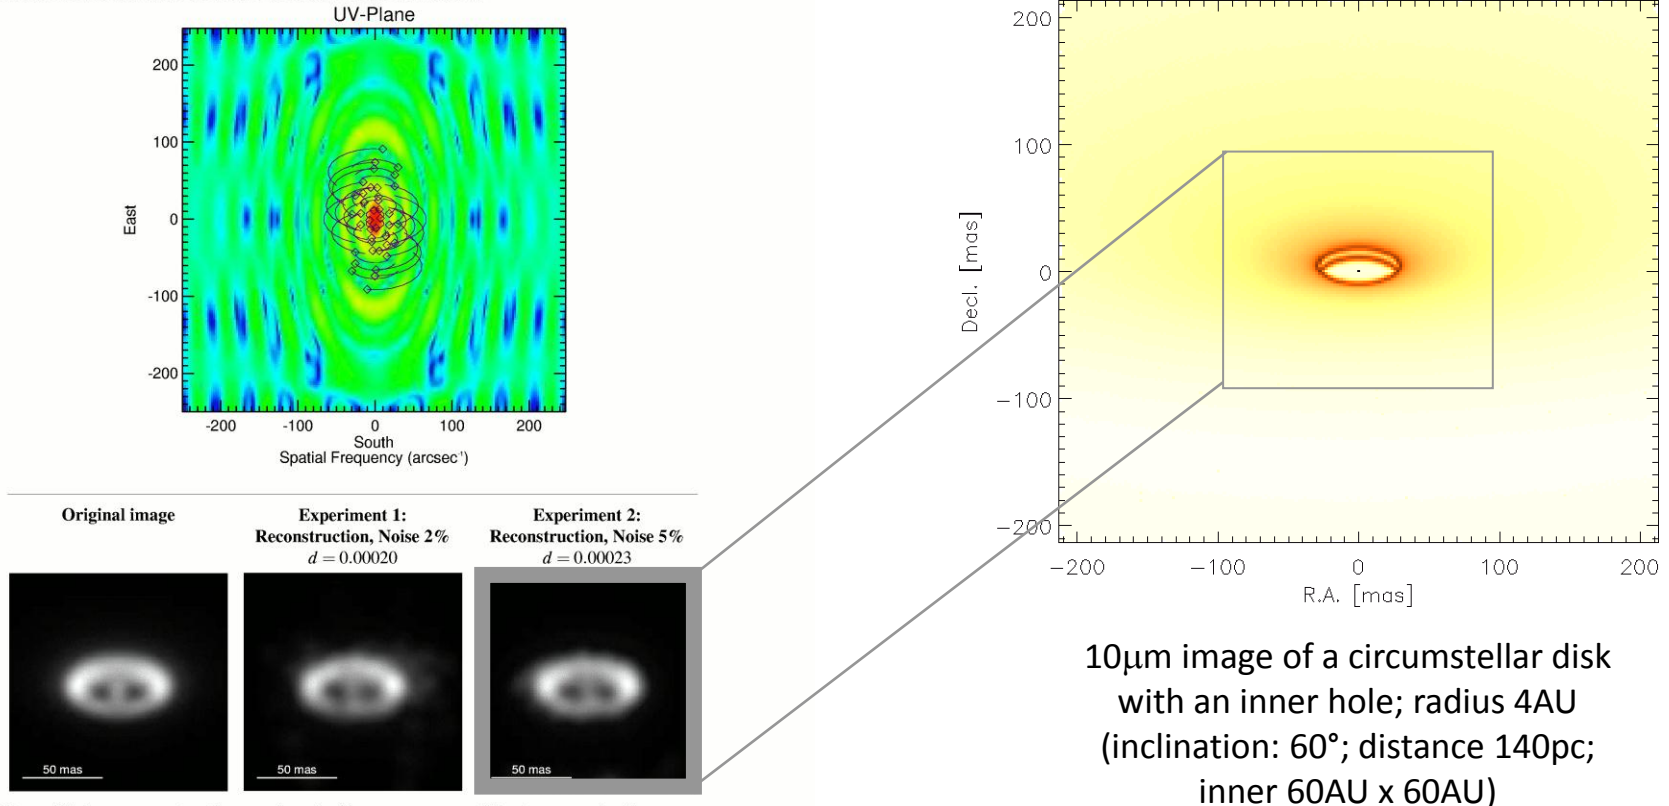 UV-Plane
200
100
0
-100
-200
East
-200
-100
0
100
200
South
Spatial Frequency (arcsec')
Original image
Experiment 1:
Reconstruction, Noise 2%
d = 0.00020
Experiment 2:
Reconstruction, Noise 5%
d = 0.00023
50 mas
50 mas
50 mas
200
100
0
−100
−200
Decl. [mas]
−200
−100
0
100
200
R.A. [mas]
10μm image of a circumstellar disk
with an inner hole; radius 4AU
(inclination: 60°; distance 140pc;
inner 60AU x 60AU)